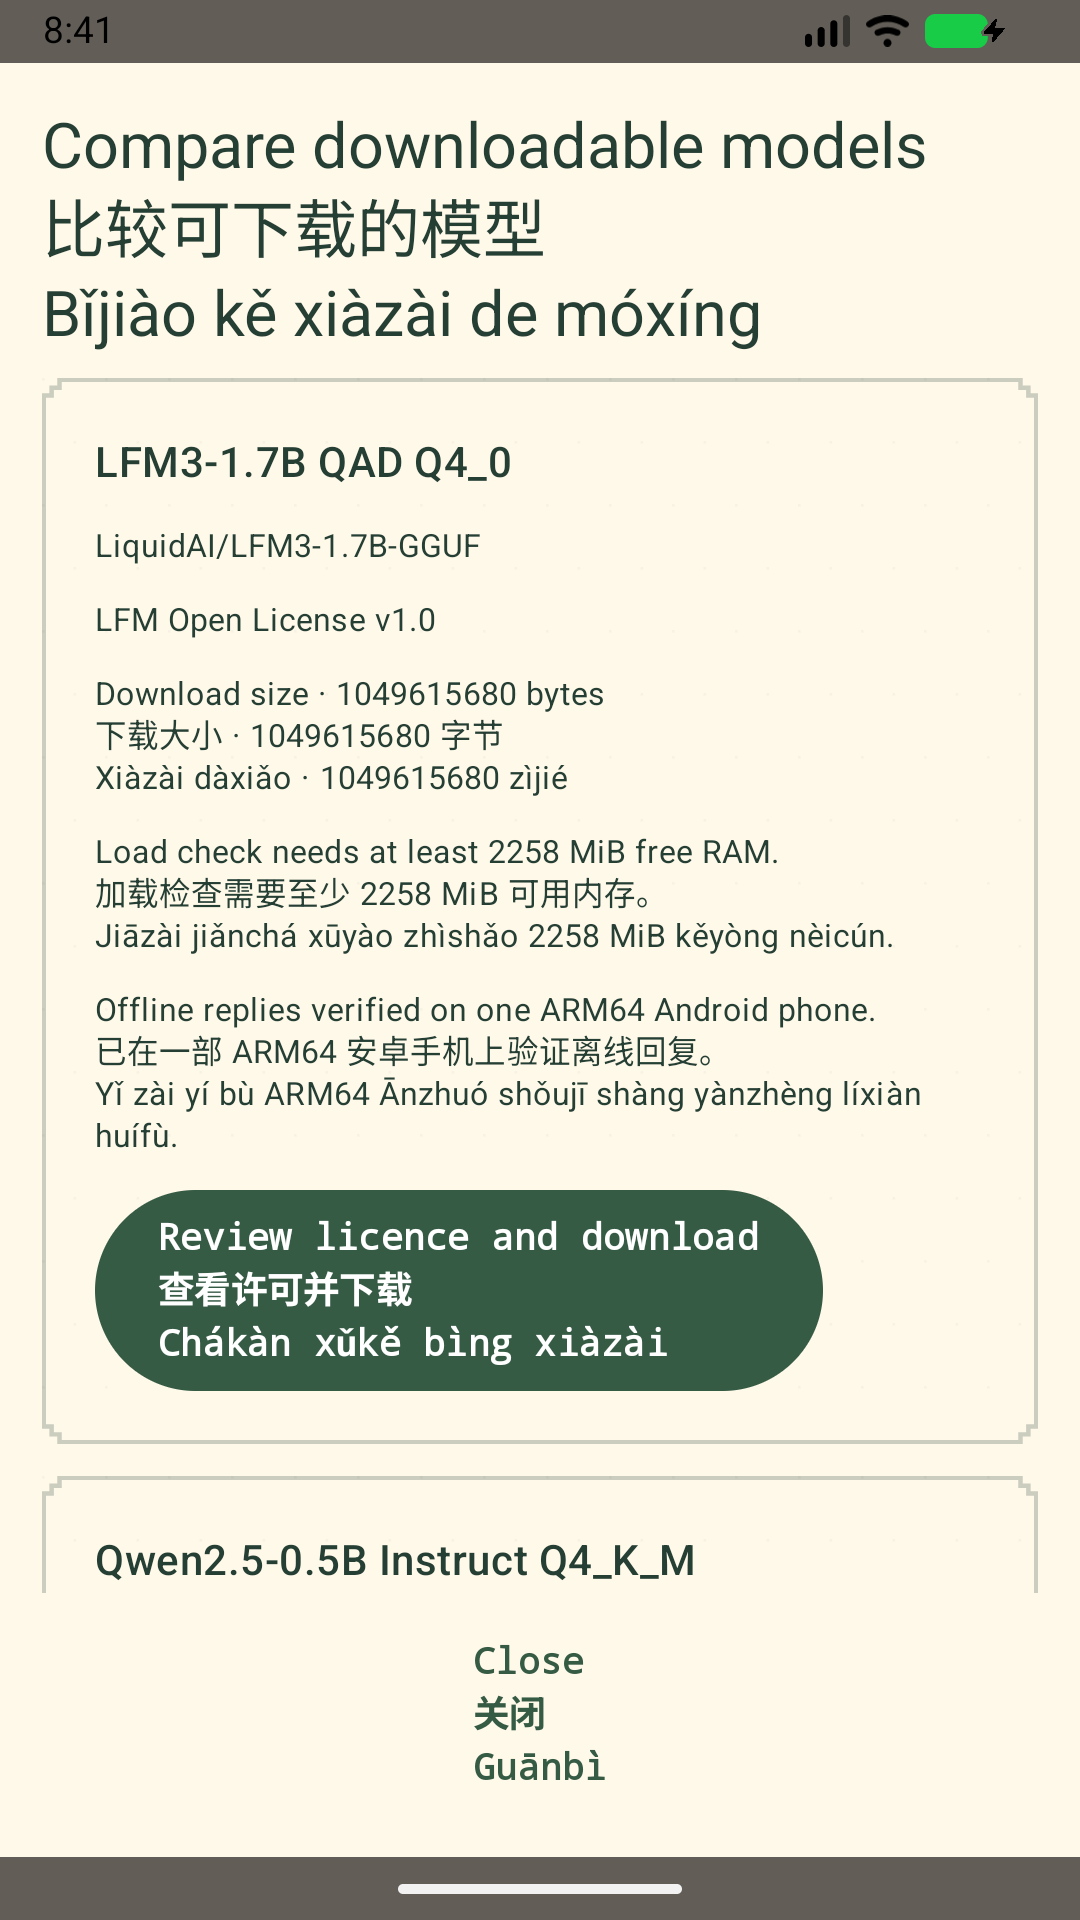 8:41
Compare downloadable models
比较可下载的模型
Bǐjiào kě xiàzài de móxíng
LFM3-1.7B QAD Q4_0
LiquidAI/LFM3-1.7B-GGUF
LFM Open License v1.0
Download size · 1049615680 bytes
下载大小 · 1049615680 字节
Xiàzài dàxiǎo · 1049615680 zìjié
Load check needs at least 2258 MiB free RAM.
加载检查需要至少 2258 MiB 可用内存。
Jiāzài jiǎnchá xūyào zhìshǎo 2258 MiB kěyòng nèicún.
Offline replies verified on one ARM64 Android phone.
已在一部 ARM64 安卓手机上验证离线回复。
Yǐ zài yí bù ARM64 Ānzhuó shǒujī shàng yànzhèng líxiàn
huífù.
Review licence and download
查看许可并下载
Chákàn xǔkě bìng xiàzài
Qwen2.5-0.5B Instruct Q4_K_M
Close
关闭
Guānbì